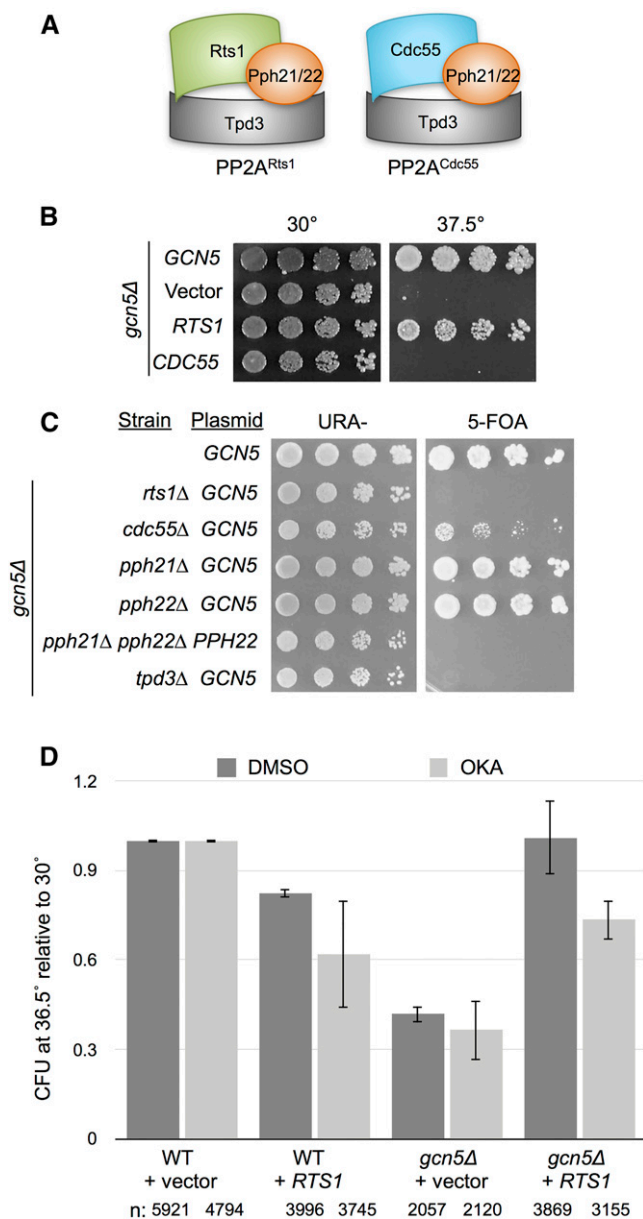 A
Rts1
Pph21/22
Tpd3
PP2A^Rts1
Cdc55
Pph21/22
Tpd3
PP2A^Cdc55
B
30°
37.5°
gcn5Δ
GCN5
Vector
RTS1
CDC55
C
Strain Plasmid
URA-
5-FOA
gcn5Δ
GCN5
rts1Δ GCN5
cdc55Δ GCN5
pph21Δ GCN5
pph22Δ GCN5
pph21Δ pph22Δ PPH22
tpd3Δ GCN5
D
DMSO
OKA
CFU at 36.5˚ relative to 30˚
1.2
0.9
0.6
0.3
0
WT
+ vector
WT
+ RTS1
gcn5Δ
+ vector
gcn5Δ
+ RTS1
n: 5921 4794 3996 3745 2057 2120 3869 3155